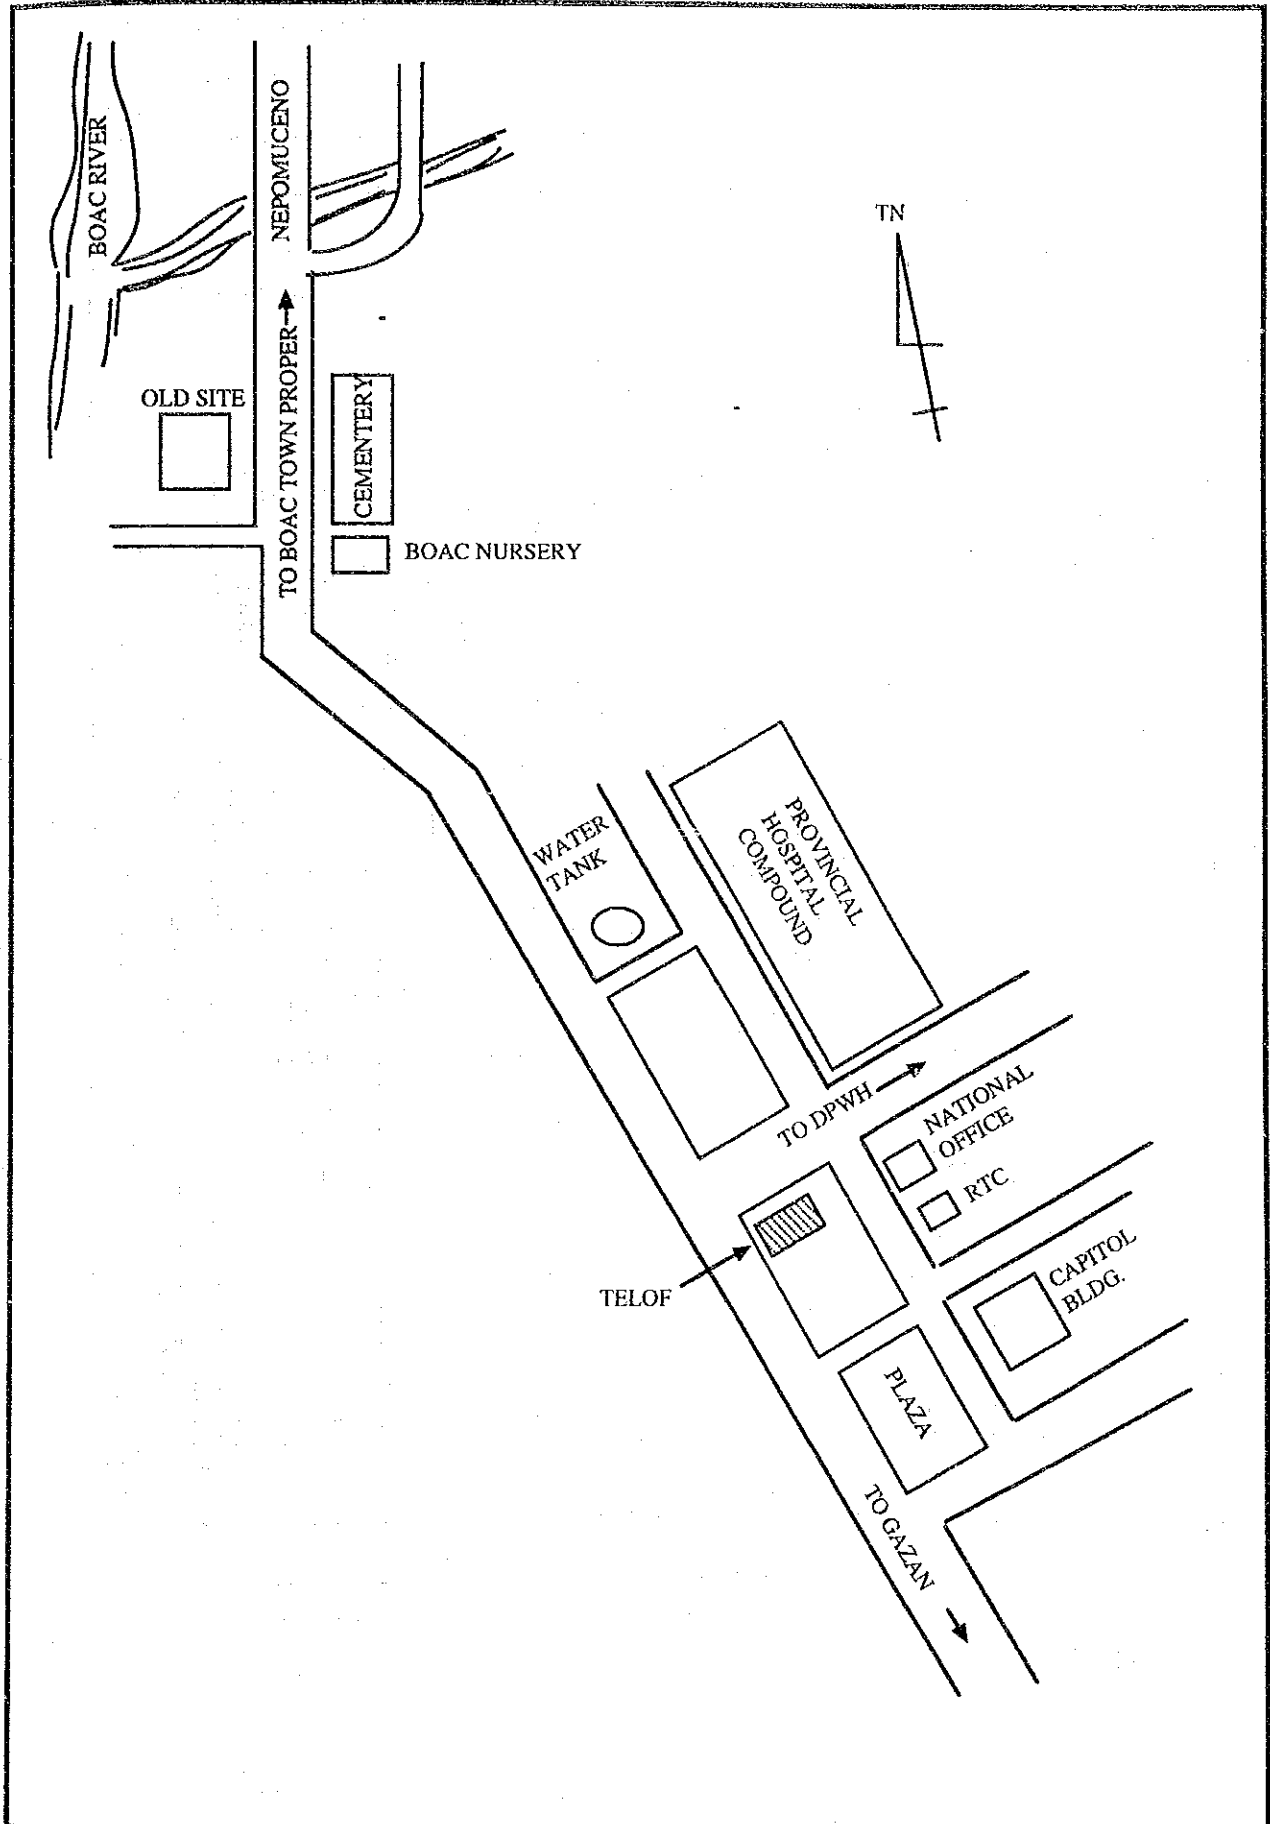 BOAC RIVER
NEPOMUCENO
TN
TO BOAC TOWN PROPER
OLD SITE
CEMENTERY
BOAC NURSERY
WATER
TANK
PROVINCIAL
HOSPITAL
COMPOUND
TO DPWH
NATIONAL
OFFICE
RTC
CAPITOL
BLDG.
TELOF
PLAZA
TO GAZAN